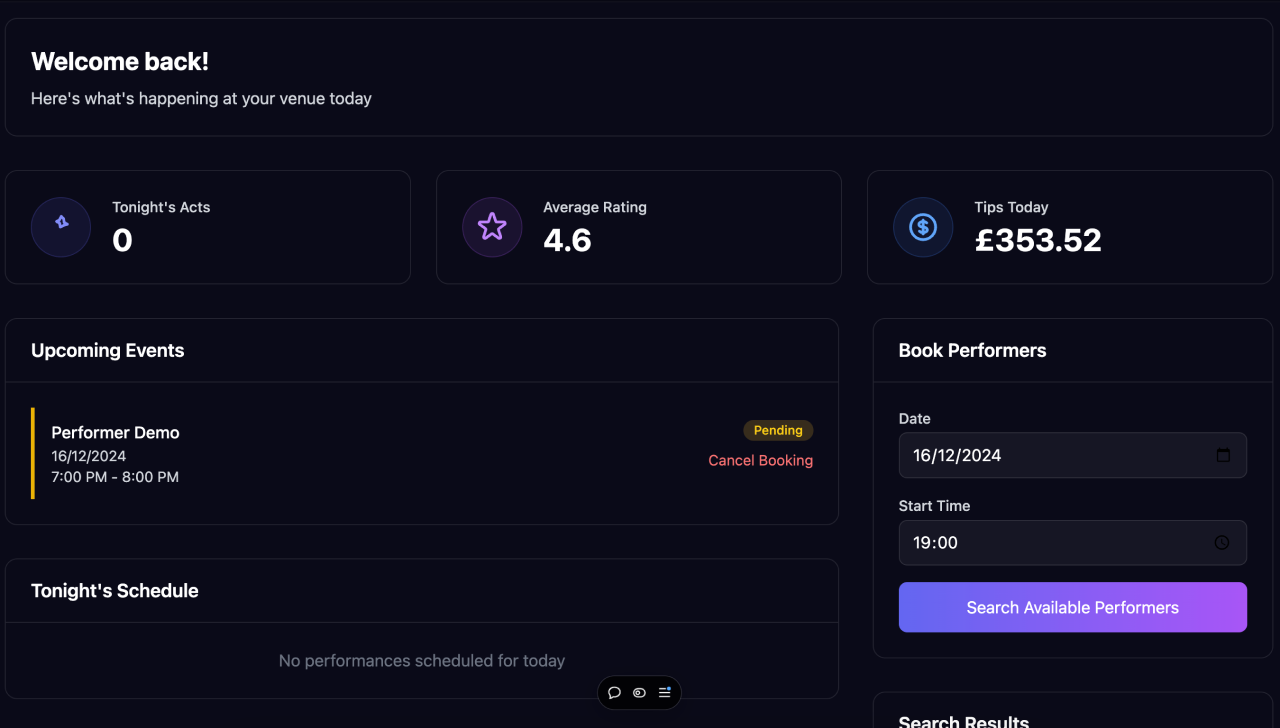 Welcome back!
Here's what's happening at your venue today
Tonight's Acts
0
Average Rating
4.6
Tips Today
£353.52
Upcoming Events
Performer Demo
16/12/2024
7:00 PM - 8:00 PM
Pending
Cancel Booking
Tonight's Schedule
No performances scheduled for today
Book Performers
Date
16/12/2024
Start Time
19:00
Search Available Performers
Search Results